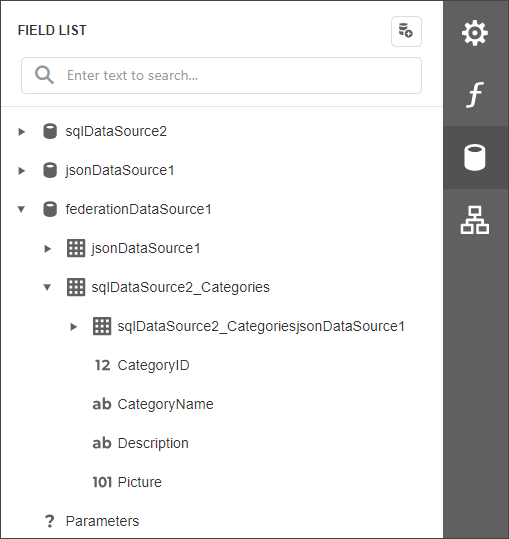 FIELD LIST
Enter text to search...
sqlDataSource2
jsonDataSource1
federationDataSource1
jsonDataSource1
sqlDataSource2_Categories
sqlDataSource2_CategoriesjsonDataSource1
12 CategoryID
ab CategoryName
ab Description
101 Picture
? Parameters